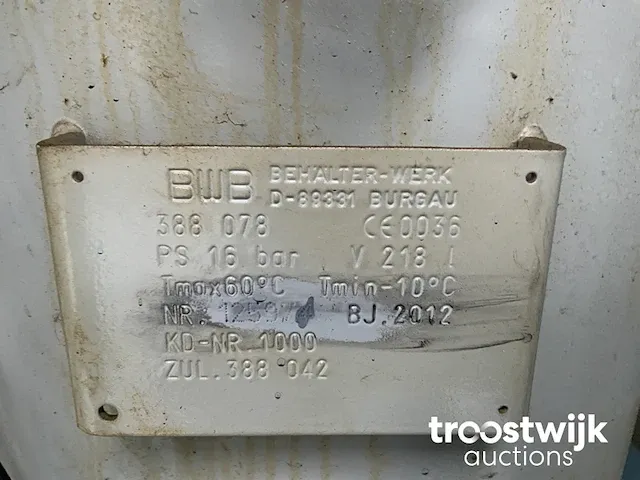 BWB BEHÄLTER-WERK
D-89331 BURGAU
388 078 CE0036
PS 16 bar V 218 l
Tmax60°C Tmin-10°C
NR. BJ.2012
KD-NR.1000
ZUL.388 042
troostwijk
auctions